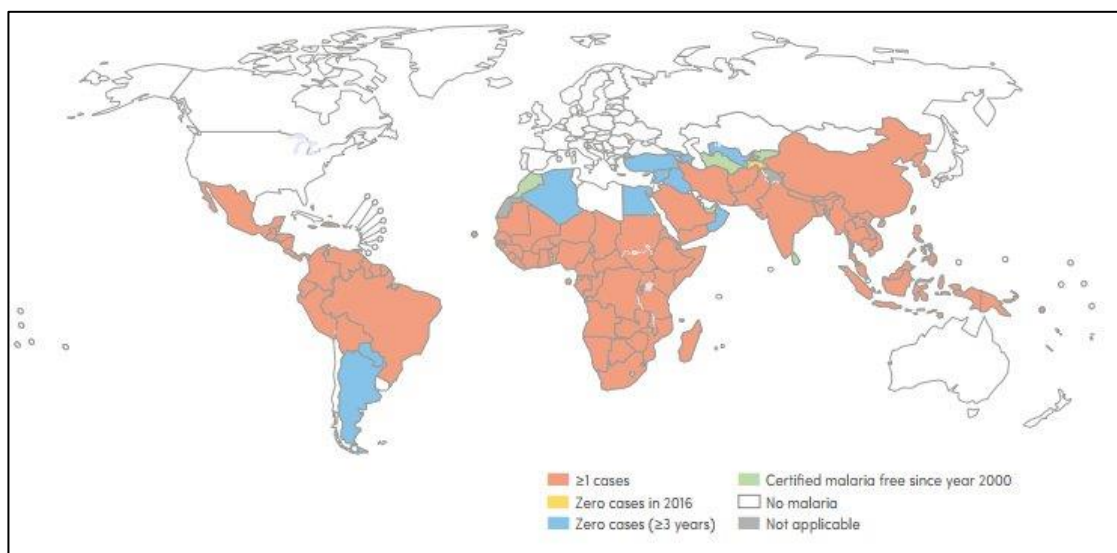 ≥1 cases
Zero cases in 2016
Zero cases (≥3 years)
Certified malaria free since year 2000
No malaria
Not applicable